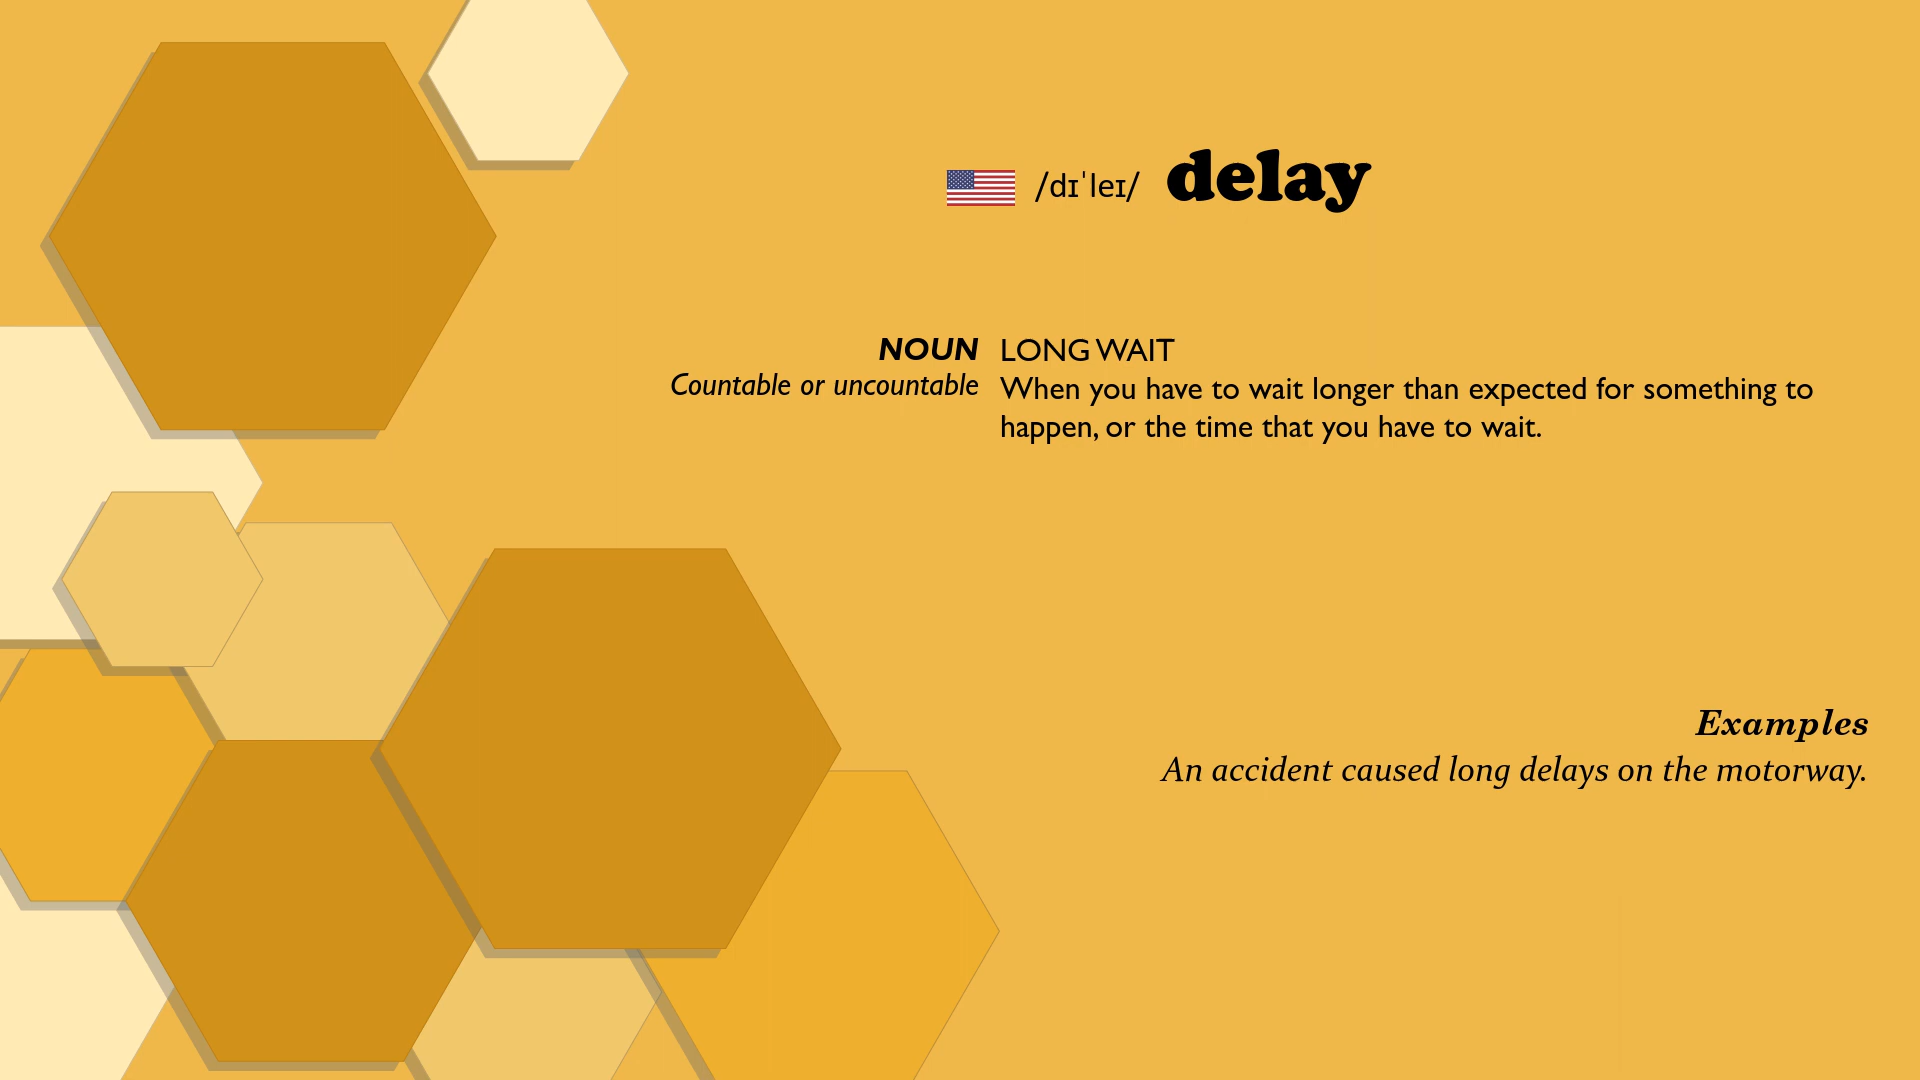 /dɪˈleɪ/ delay
NOUN LONG WAIT
Countable or uncountable When you have to wait longer than expected for something to
happen, or the time that you have to wait.
Examples
An accident caused long delays on the motorway.